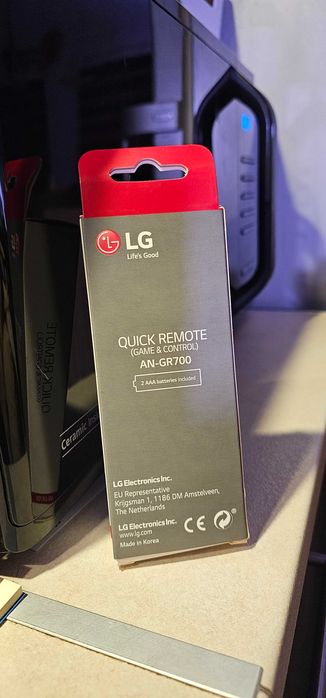 LG
Life's Good
QUICK REMOTE
(GAME & CONTROL)
AN-GR700
2 AAA batteries included
LG Electronics Inc.
EU Representative
Krijgsman 1, 1186 DM Amstelveen,
The Netherlands
LG Electronics Inc.
www.lg.com
Made in Korea
CE
Ceramic
QUICK REMOTE